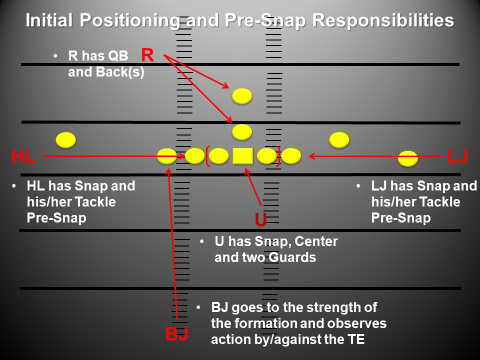 Initial Positioning and Pre-Snap Responsibilities
• R has QB
and Back(s)
R
HL
LJ
• HL has Snap and
his/her Tackle
Pre-Snap
• LJ has Snap and
his/her Tackle
Pre-Snap
U
• U has Snap, Center
and two Guards
• BJ goes to the strength of
the formation and observes
action by/against the TE
BJ